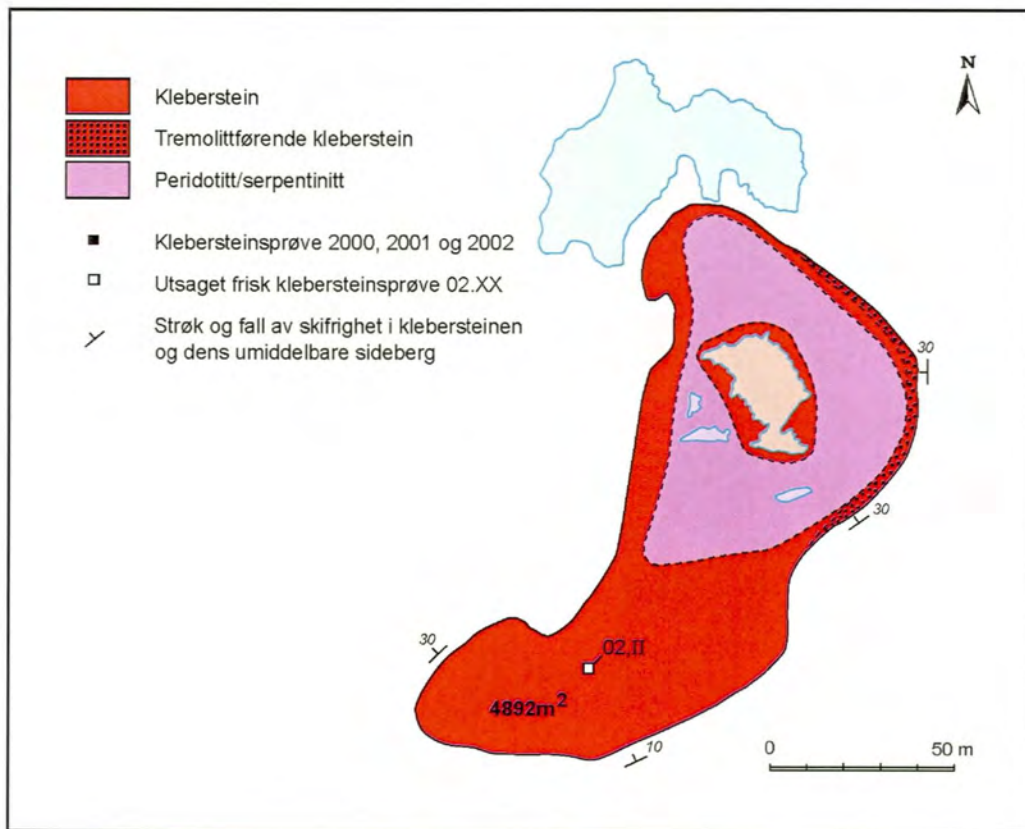 N
Kleberstein
Tremolittførende kleberstein
Peridotitt/serpentinitt
Klebersteinsprøve 2000, 2001 og 2002
Utsaget frisk klebersteinsprøve 02.XX
Strøk og fall av skifrighet i klebersteinen
og dens umiddelbare sideberg
30
30
30
02,II
4892m²
10
0 50 m